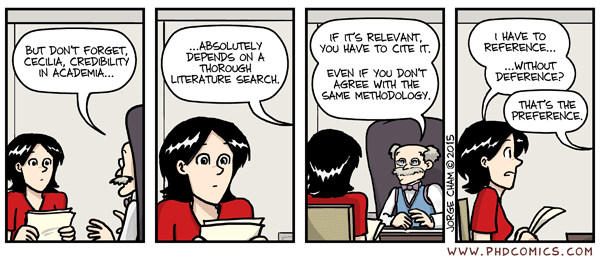 BUT DON'T FORGET,
CECILIA, CREDIBILITY
IN ACADEMIA...
...ABSOLUTELY
DEPENDS ON A
THOROUGH
LITERATURE SEARCH.
IF IT'S RELEVANT,
YOU HAVE TO CITE IT.
EVEN IF YOU DON'T
AGREE WITH THE
SAME METHODOLOGY.
JORGE CHAM © 2015
I HAVE TO
REFERENCE...
...WITHOUT
DEFERENCE?
THAT'S THE
PREFERENCE.
WWW.PHDCOMICS.COM